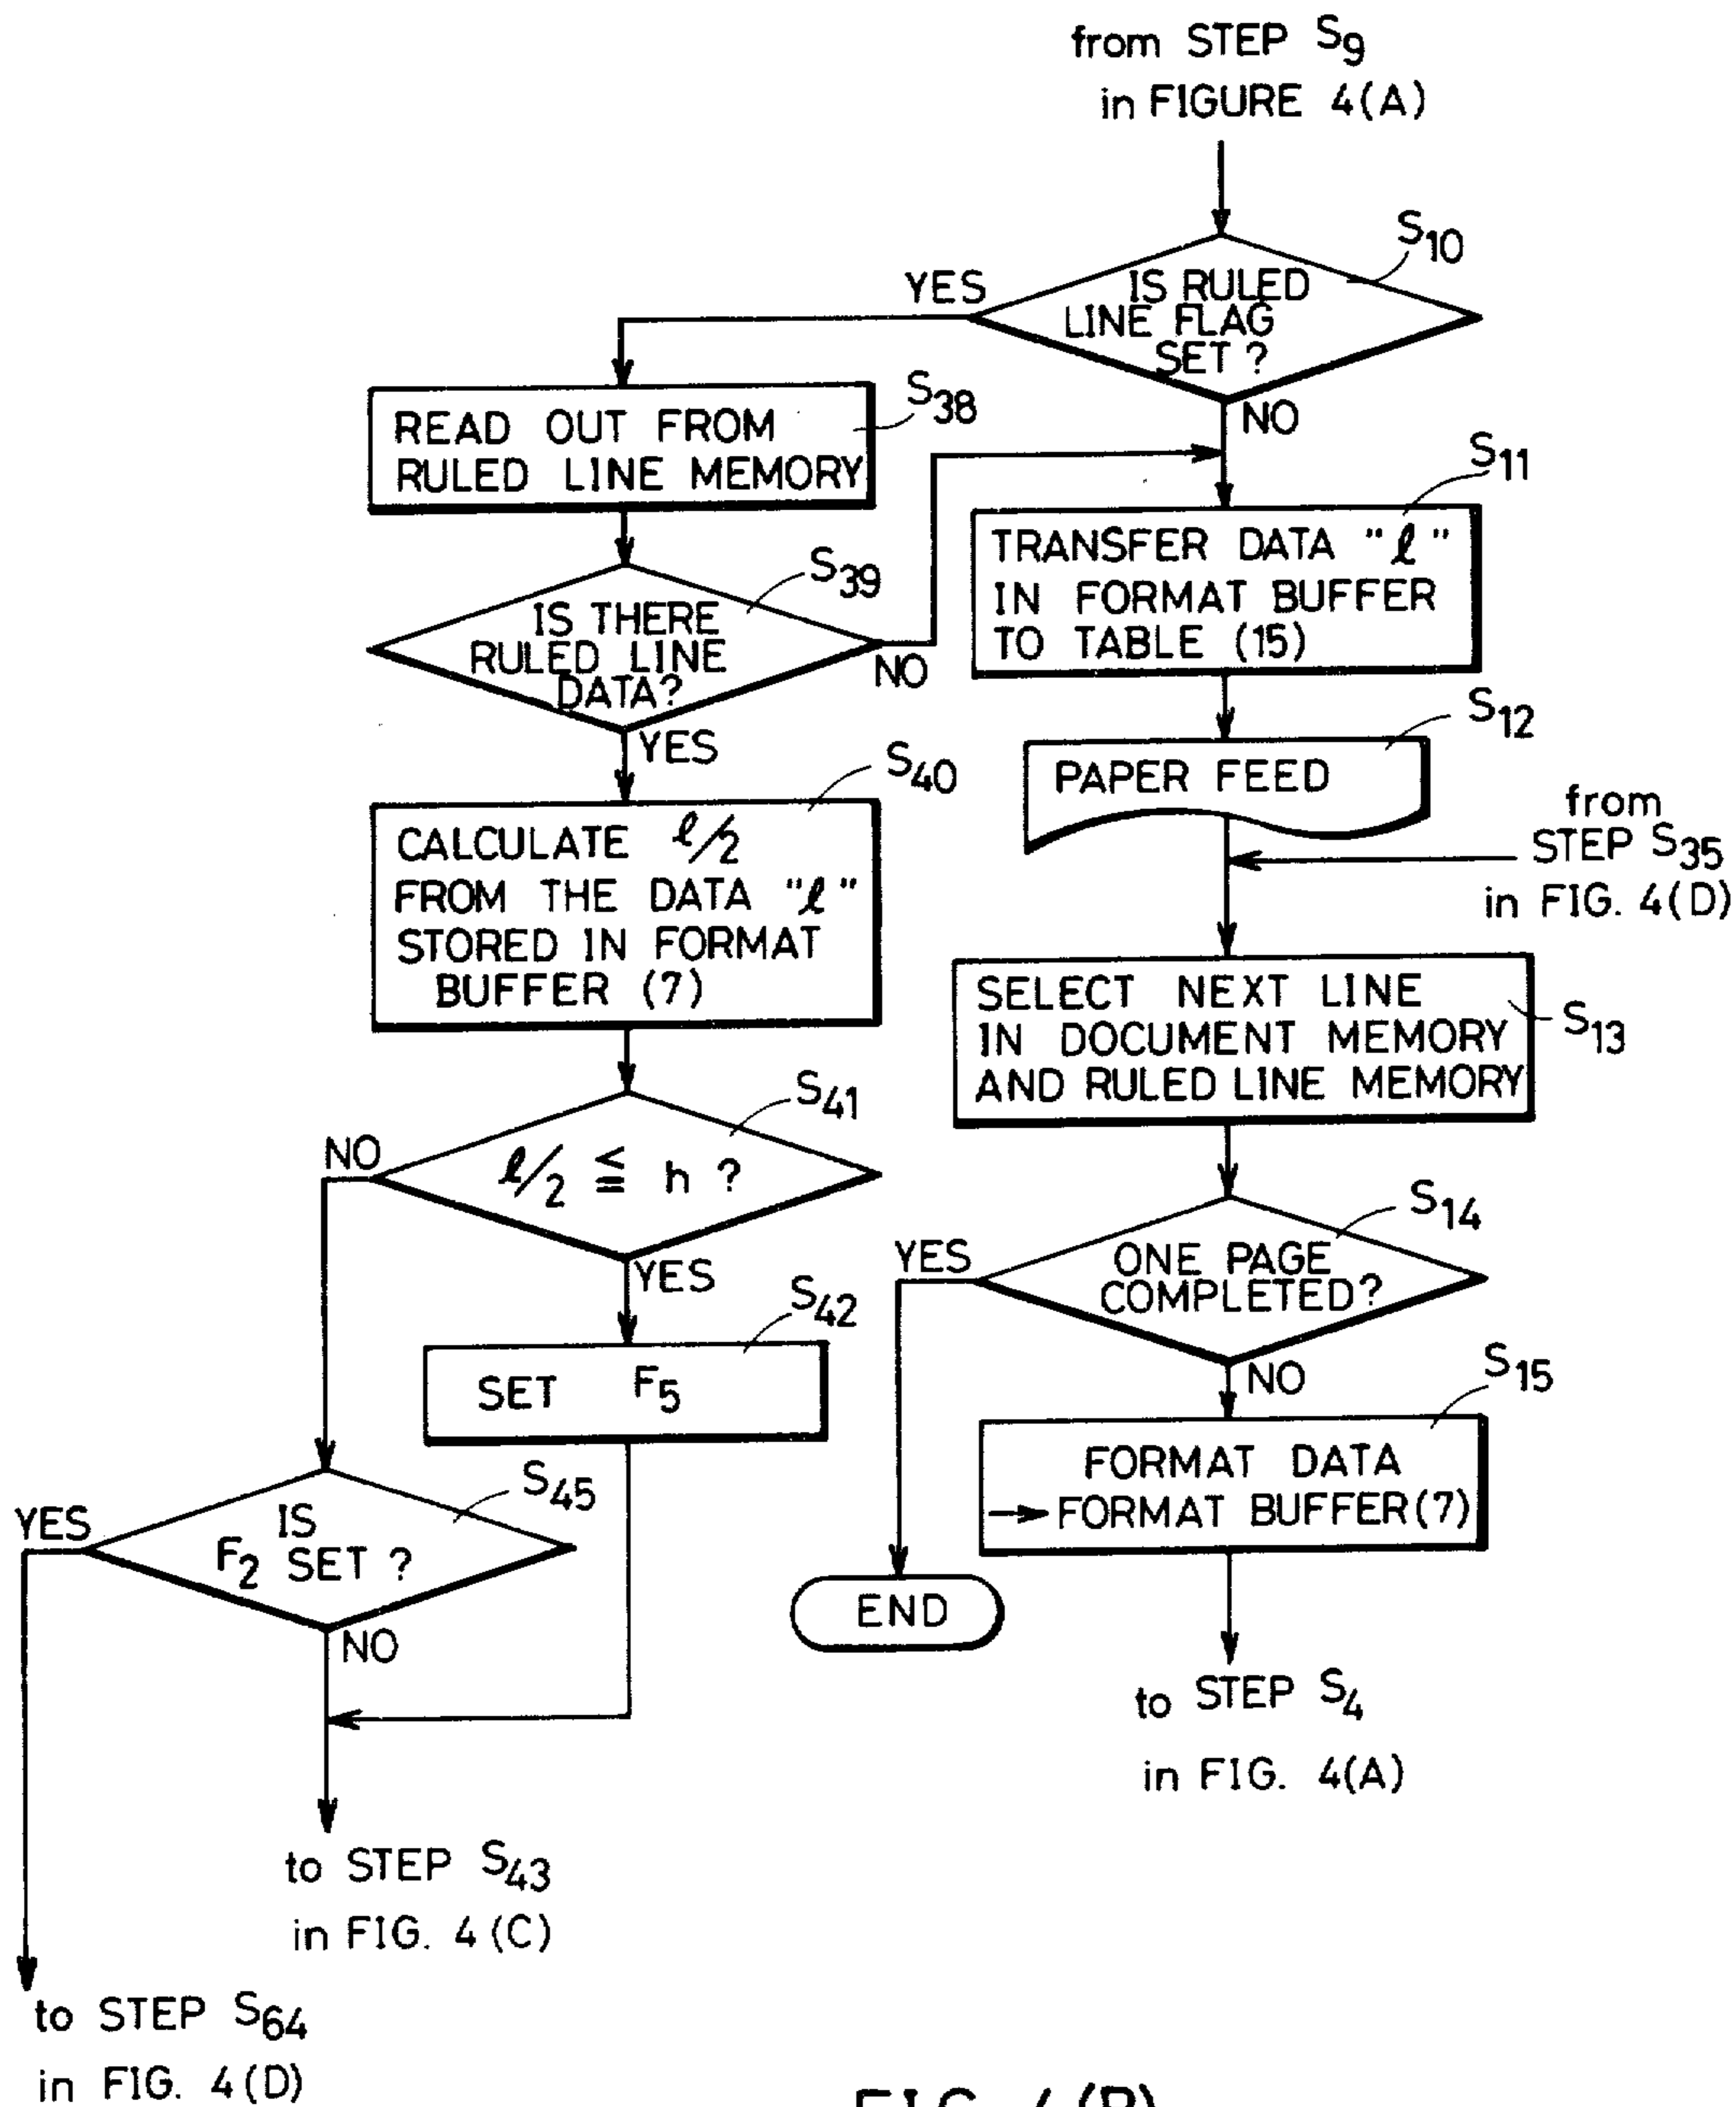 from STEP S9
in FIGURE 4(A)
S10
YES
IS RULED
LINE FLAG
SET ?
NO
S38
READ OUT FROM
RULED LINE MEMORY
S11
TRANSFER DATA "ℓ"
IN FORMAT BUFFER
TO TABLE (15)
S39
IS THERE
RULED LINE
DATA?
NO
YES
S12
PAPER FEED
from
STEP S35
in FIG. 4(D)
S40
CALCULATE ℓ/2
FROM THE DATA "ℓ"
STORED IN FORMAT
BUFFER (7)
S13
SELECT NEXT LINE
IN DOCUMENT MEMORY
AND RULED LINE MEMORY
S41
NO
ℓ/2 ≦ h ?
YES
S14
YES
ONE PAGE
COMPLETED?
NO
S42
SET F5
S15
FORMAT DATA
→ FORMAT BUFFER(7)
S45
YES
IS
F2 SET ?
NO
END
to STEP S4
in FIG. 4(A)
to STEP S43
in FIG. 4(C)
to STEP S64
in FIG. 4(D)
FIG. 4(B)